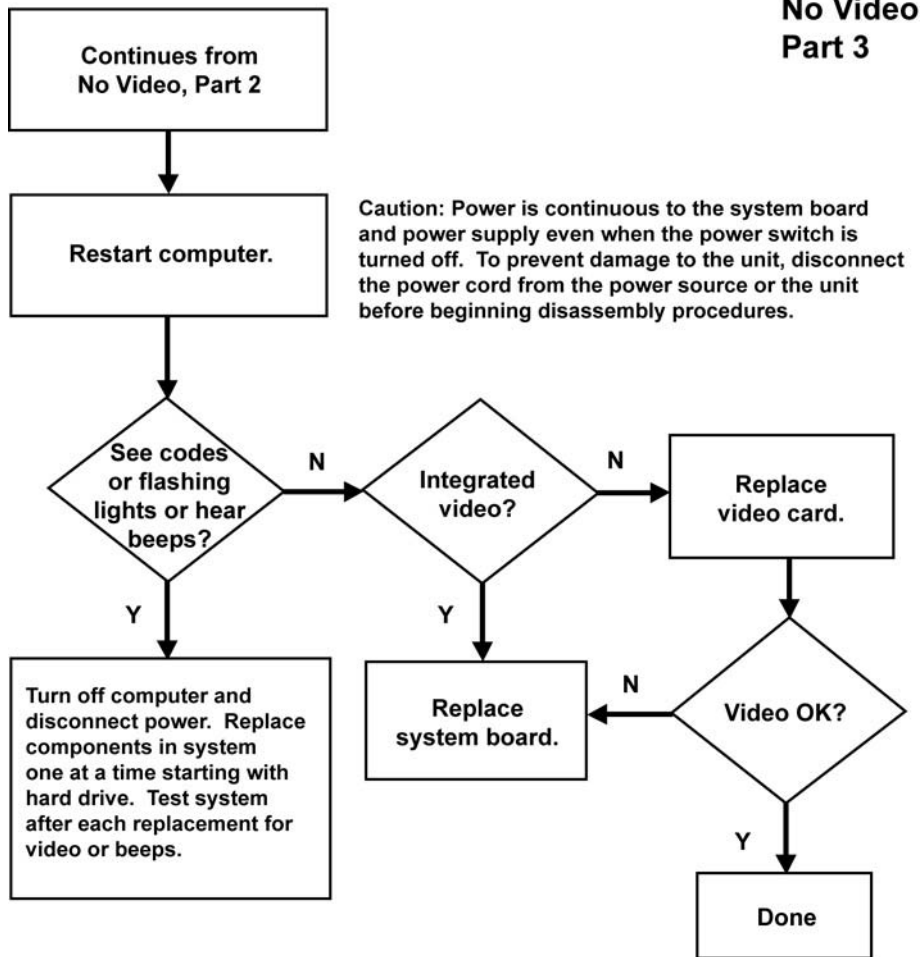 No Video
Part 3
Continues from
No Video, Part 2
Restart computer.
Caution: Power is continuous to the system board
and power supply even when the power switch is
turned off.  To prevent damage to the unit, disconnect
the power cord from the power source or the unit
before beginning disassembly procedures.
See codes
or flashing
lights or hear
beeps?
N
Integrated
video?
N
Replace
video card.
Y
Y
Turn off computer and
disconnect power.  Replace
components in system
one at a time starting with
hard drive.  Test system
after each replacement for
video or beeps.
Replace
system board.
N
Video OK?
Y
Done